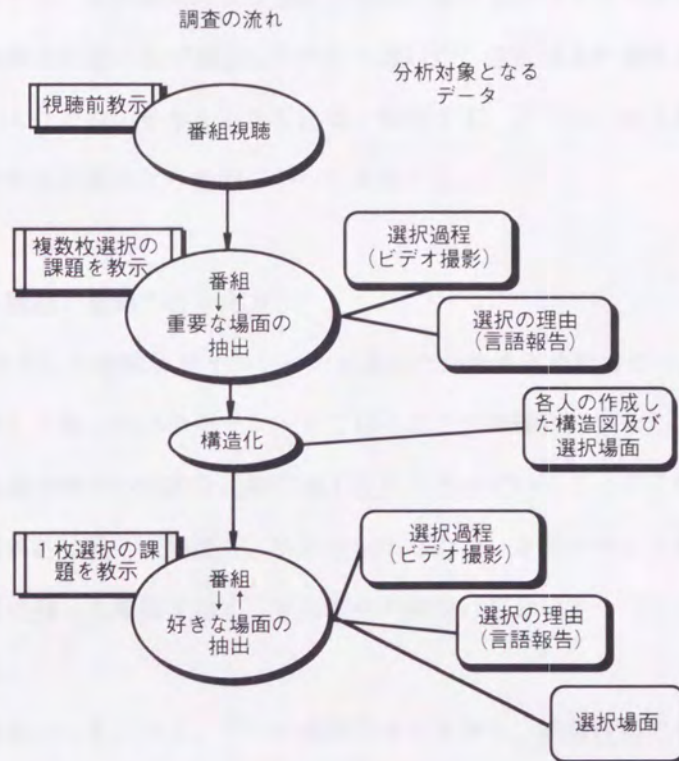 調査の流れ
分析対象となる
データ
視聴前教示
番組視聴
複数枚選択の
課題を教示
番組
↓↑
重要な場面の
抽出
選択過程
(ビデオ撮影)
選択の理由
(言語報告)
構造化
各人の作成し
た構造図及び
選択場面
1枚選択の課
題を教示
番組
↓↑
好きな場面の
抽出
選択過程
(ビデオ撮影)
選択の理由
(言語報告)
選択場面